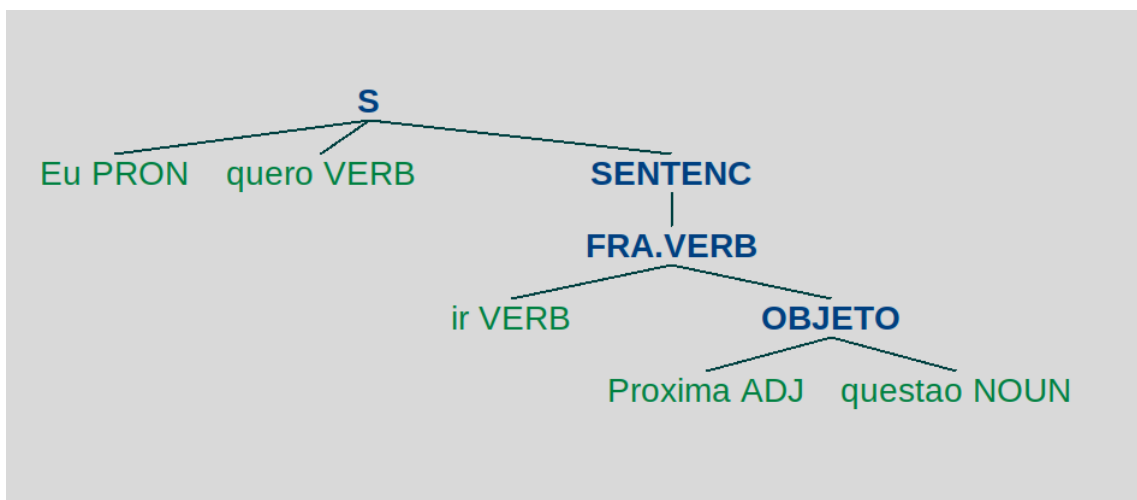 S
Eu PRON quero VERB SENTENC
FRA.VERB
ir VERB OBJETO
Proxima ADJ questao NOUN